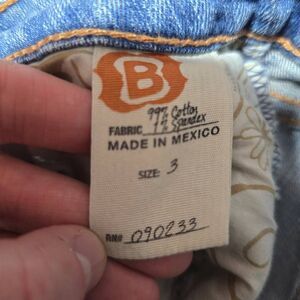 B
99% Cotton
FABRIC 1% Spandex
MADE IN MEXICO
SIZE: 3
RN# 090233